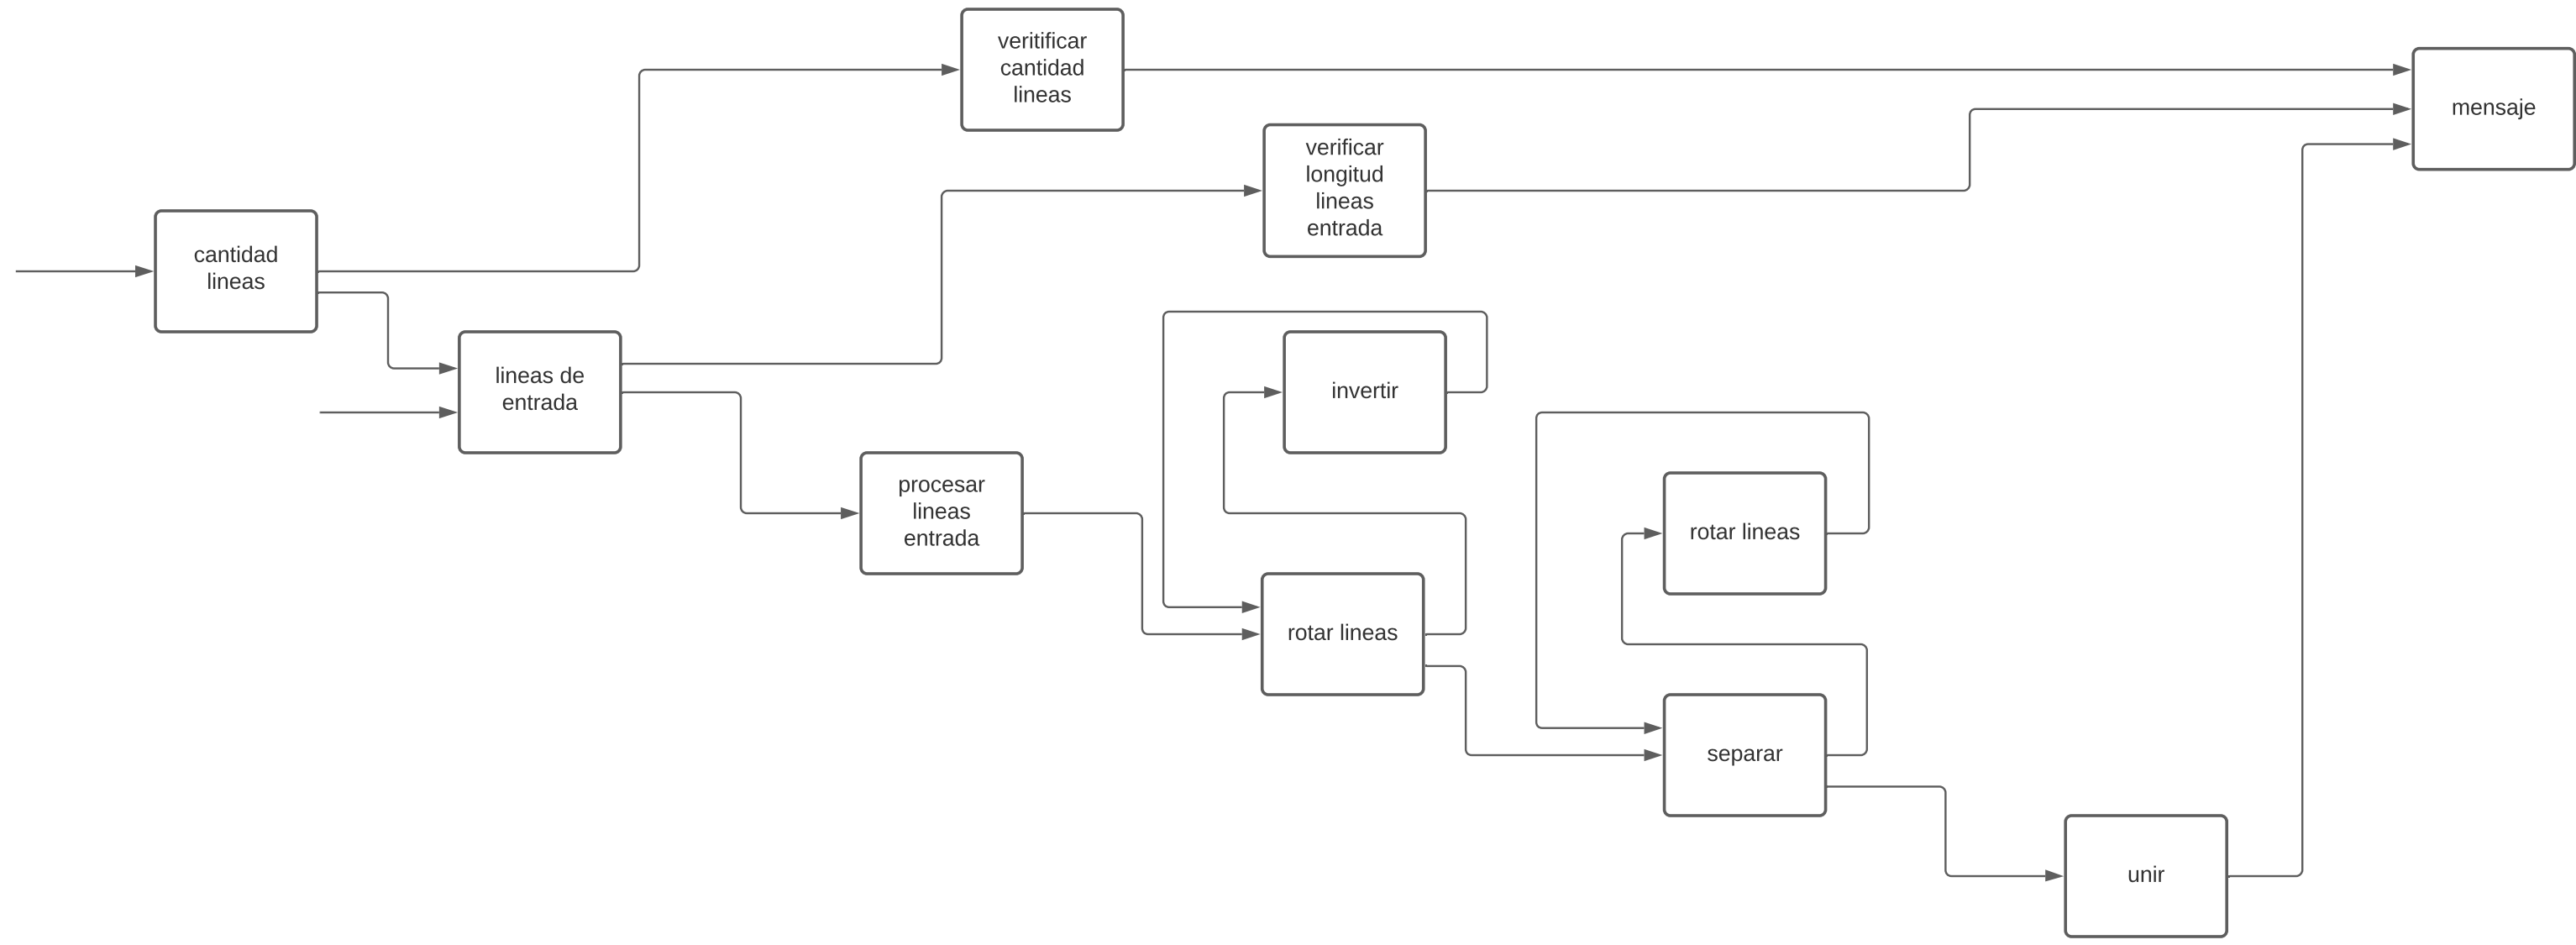 veritificar
cantidad
lineas
mensaje
verificar
longitud
lineas
entrada
cantidad
lineas
lineas de
entrada
invertir
procesar
lineas
entrada
rotar lineas
rotar lineas
separar
unir